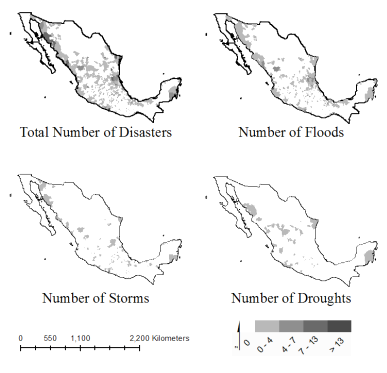 Total Number of Disasters
Number of Floods
Number of Storms
Number of Droughts
0 550 1,100 2,200 Kilometers
0 0 - 4 4 - 7 7 - 13 > 13